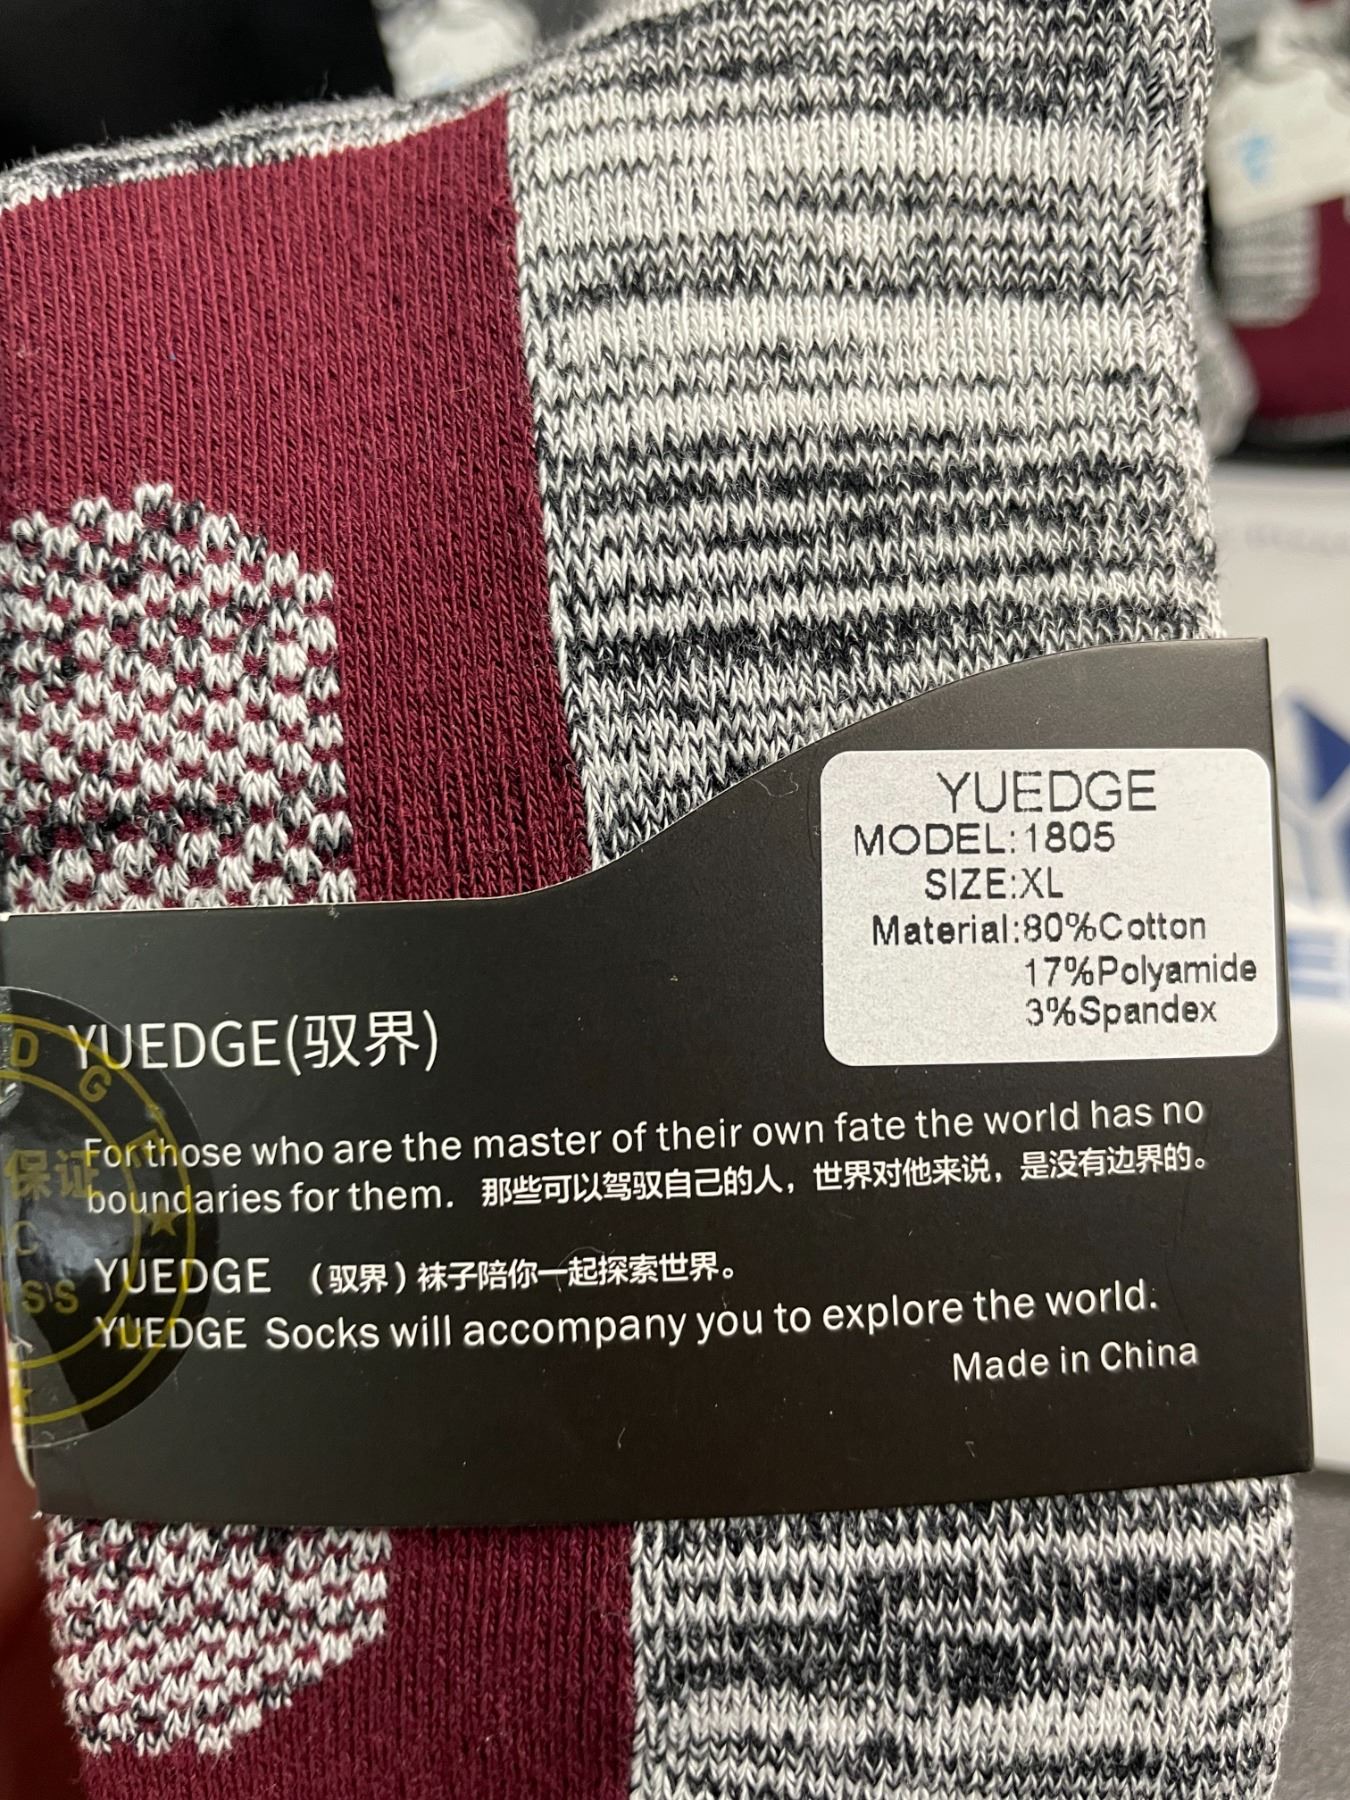 YUEDGE
MODEL:1805
SIZE:XL
Material:80%Cotton
17%Polyamide
3%Spandex
YUEDGE(驭界)
For those who are the master of their own fate the world has no
boundaries for them. 那些可以驾驭自己的人，世界对他来说，是没有边界的。
YUEDGE （驭界）袜子陪你一起探索世界。
YUEDGE Socks will accompany you to explore the world.
Made in China
保证